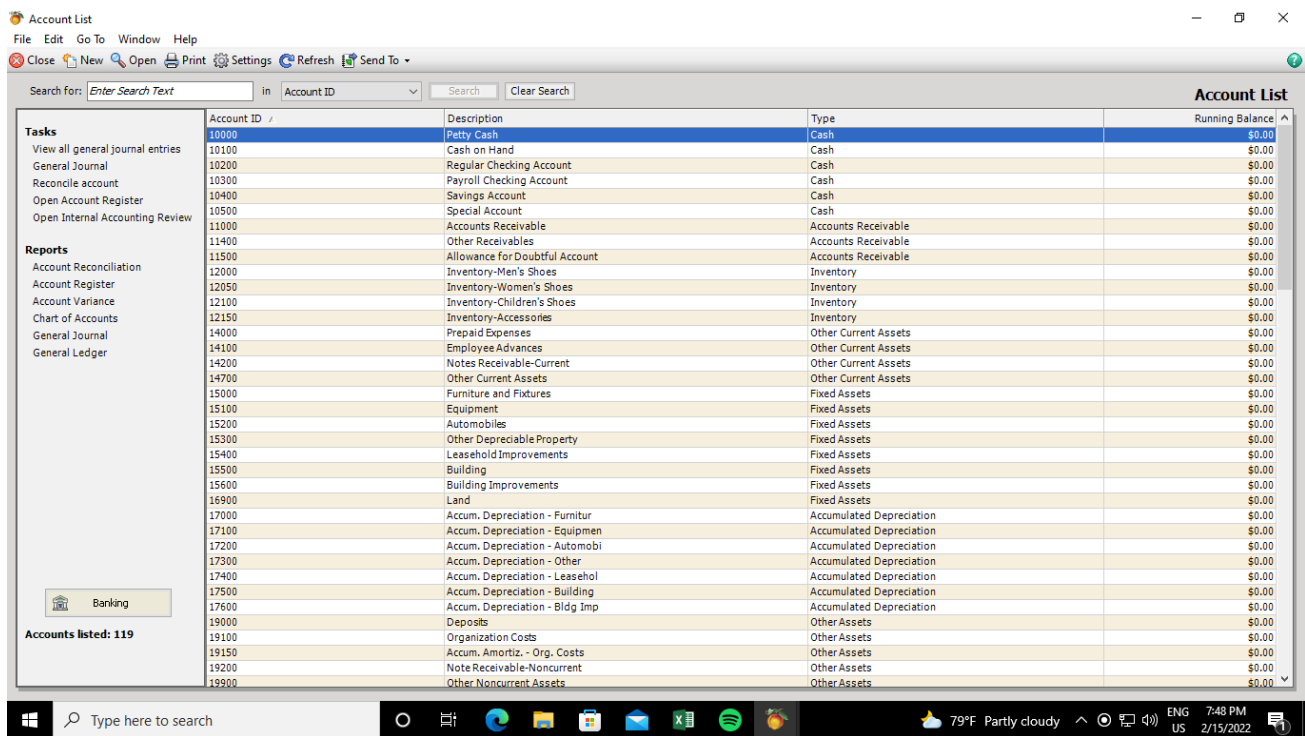 Account List
File Edit Go To Window Help
Close New Open Print Settings Refresh Send To
Search for: Enter Search Text in Account ID Search Clear Search
Account List
Tasks
View all general journal entries
General Journal
Reconcile account
Open Account Register
Open Internal Accounting Review
Reports
Account Reconciliation
Account Register
Account Variance
Chart of Accounts
General Journal
General Ledger
Banking
Accounts listed: 119
Account ID Description Type Running Balance
10000 Petty Cash Cash $0.00
10100 Cash on Hand Cash $0.00
10200 Regular Checking Account Cash $0.00
10300 Payroll Checking Account Cash $0.00
10400 Savings Account Cash $0.00
10500 Special Account Cash $0.00
11000 Accounts Receivable Accounts Receivable $0.00
11400 Other Receivables Accounts Receivable $0.00
11500 Allowance for Doubtful Account Accounts Receivable $0.00
12000 Inventory-Men's Shoes Inventory $0.00
12050 Inventory-Women's Shoes Inventory $0.00
12100 Inventory-Children's Shoes Inventory $0.00
12150 Inventory-Accessories Inventory $0.00
14000 Prepaid Expenses Other Current Assets $0.00
14100 Employee Advances Other Current Assets $0.00
14200 Notes Receivable-Current Other Current Assets $0.00
14700 Other Current Assets Other Current Assets $0.00
15000 Furniture and Fixtures Fixed Assets $0.00
15100 Equipment Fixed Assets $0.00
15200 Automobiles Fixed Assets $0.00
15300 Other Depreciable Property Fixed Assets $0.00
15400 Leasehold Improvements Fixed Assets $0.00
15500 Building Fixed Assets $0.00
15600 Building Improvements Fixed Assets $0.00
16900 Land Fixed Assets $0.00
17000 Accum. Depreciation - Furnitur Accumulated Depreciation $0.00
17100 Accum. Depreciation - Equipmen Accumulated Depreciation $0.00
17200 Accum. Depreciation - Automobi Accumulated Depreciation $0.00
17300 Accum. Depreciation - Other Accumulated Depreciation $0.00
17400 Accum. Depreciation - Leasehol Accumulated Depreciation $0.00
17500 Accum. Depreciation - Building Accumulated Depreciation $0.00
17600 Accum. Depreciation - Bldg Imp Accumulated Depreciation $0.00
19000 Deposits Other Assets $0.00
19100 Organization Costs Other Assets $0.00
19150 Accum. Amortiz. - Org. Costs Other Assets $0.00
19200 Note Receivable-Noncurrent Other Assets $0.00
19900 Other Noncurrent Assets Other Assets $0.00
Type here to search 79°F Partly cloudy ENG US 7:48 PM 2/15/2022 1